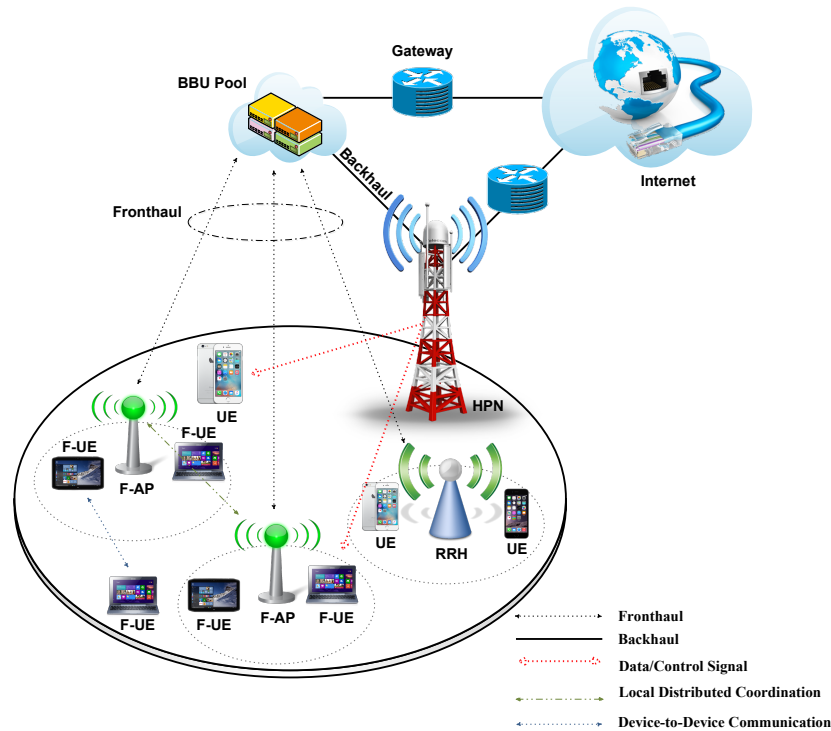 Gateway
BBU Pool
Backhaul
Internet
Fronthaul
UE
HPN
F-UE
F-UE
F-AP
UE
RRH
UE
F-UE
F-UE
F-AP
F-UE
Fronthaul
Backhaul
Data/Control Signal
Local Distributed Coordination
Device-to-Device Communication